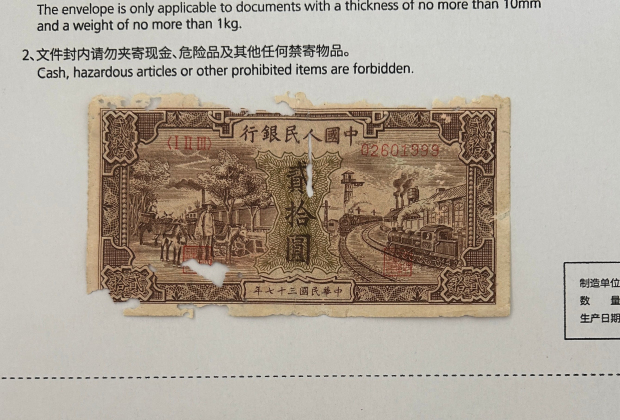 The envelope is only applicable to documents with a thickness of no more than 10mm
and a weight of no more than 1kg.
2、文件封内请勿夹寄现金、危险品及其他任何禁寄物品。
Cash, hazardous articles or other prohibited items are forbidden.
中國人民銀行
〈I II III〉
02601999
貳拾圓
中華民國三十七年
制造单位
数 量
生产日期